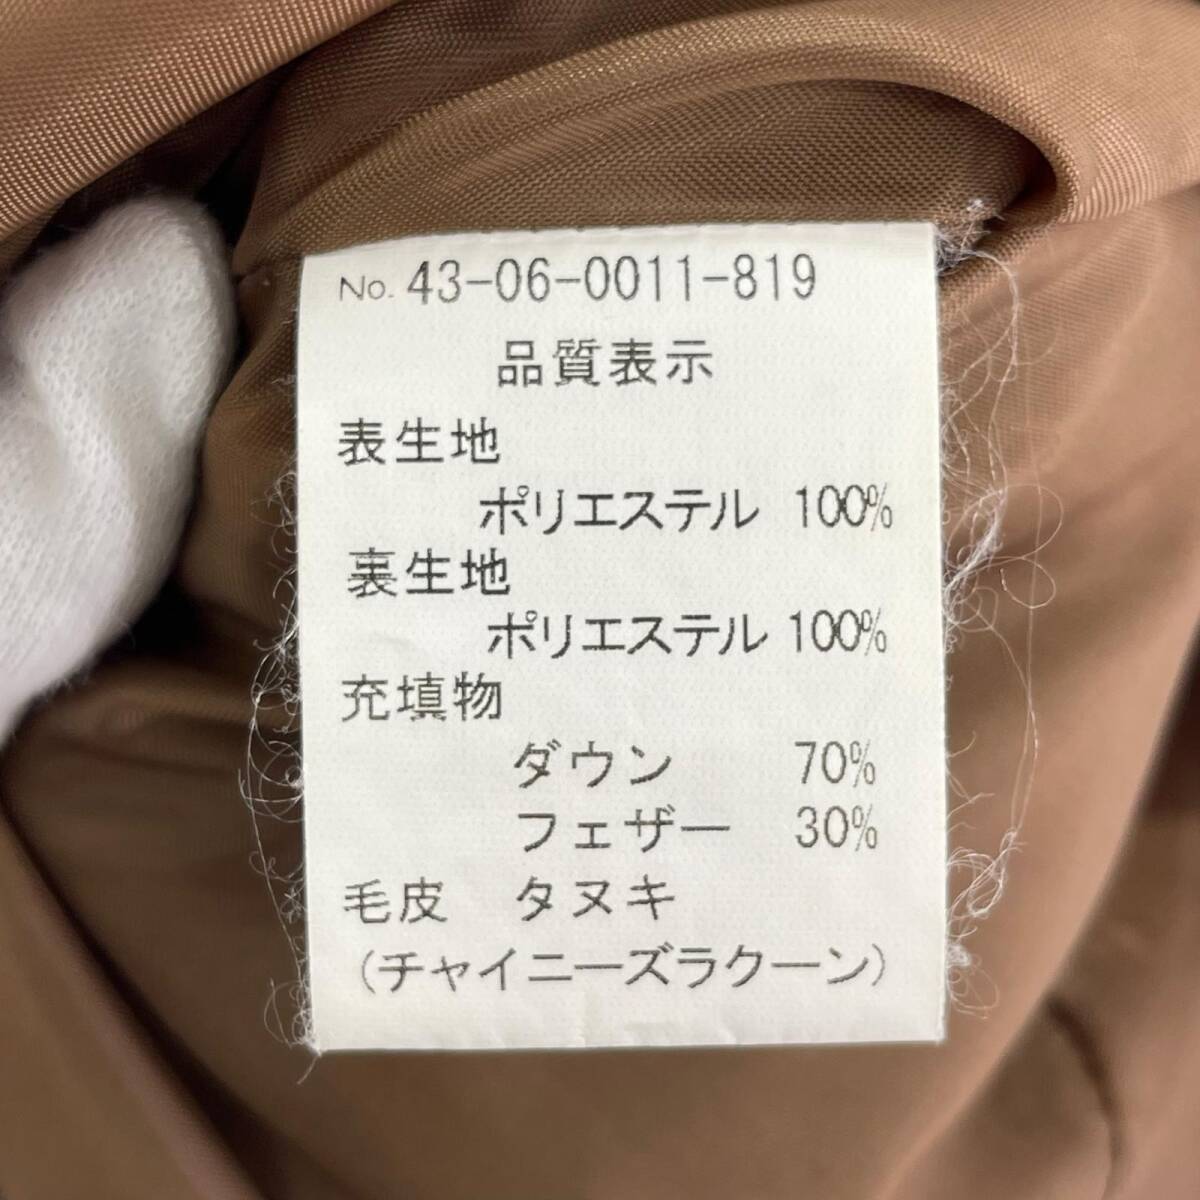 No. 43-06-0011-819
品質表示
表生地
ポリエステル 100%
裏生地
ポリエステル 100%
充填物
ダウン 70%
フェザー 30%
毛皮 タヌキ
(チャイニーズラクーン)